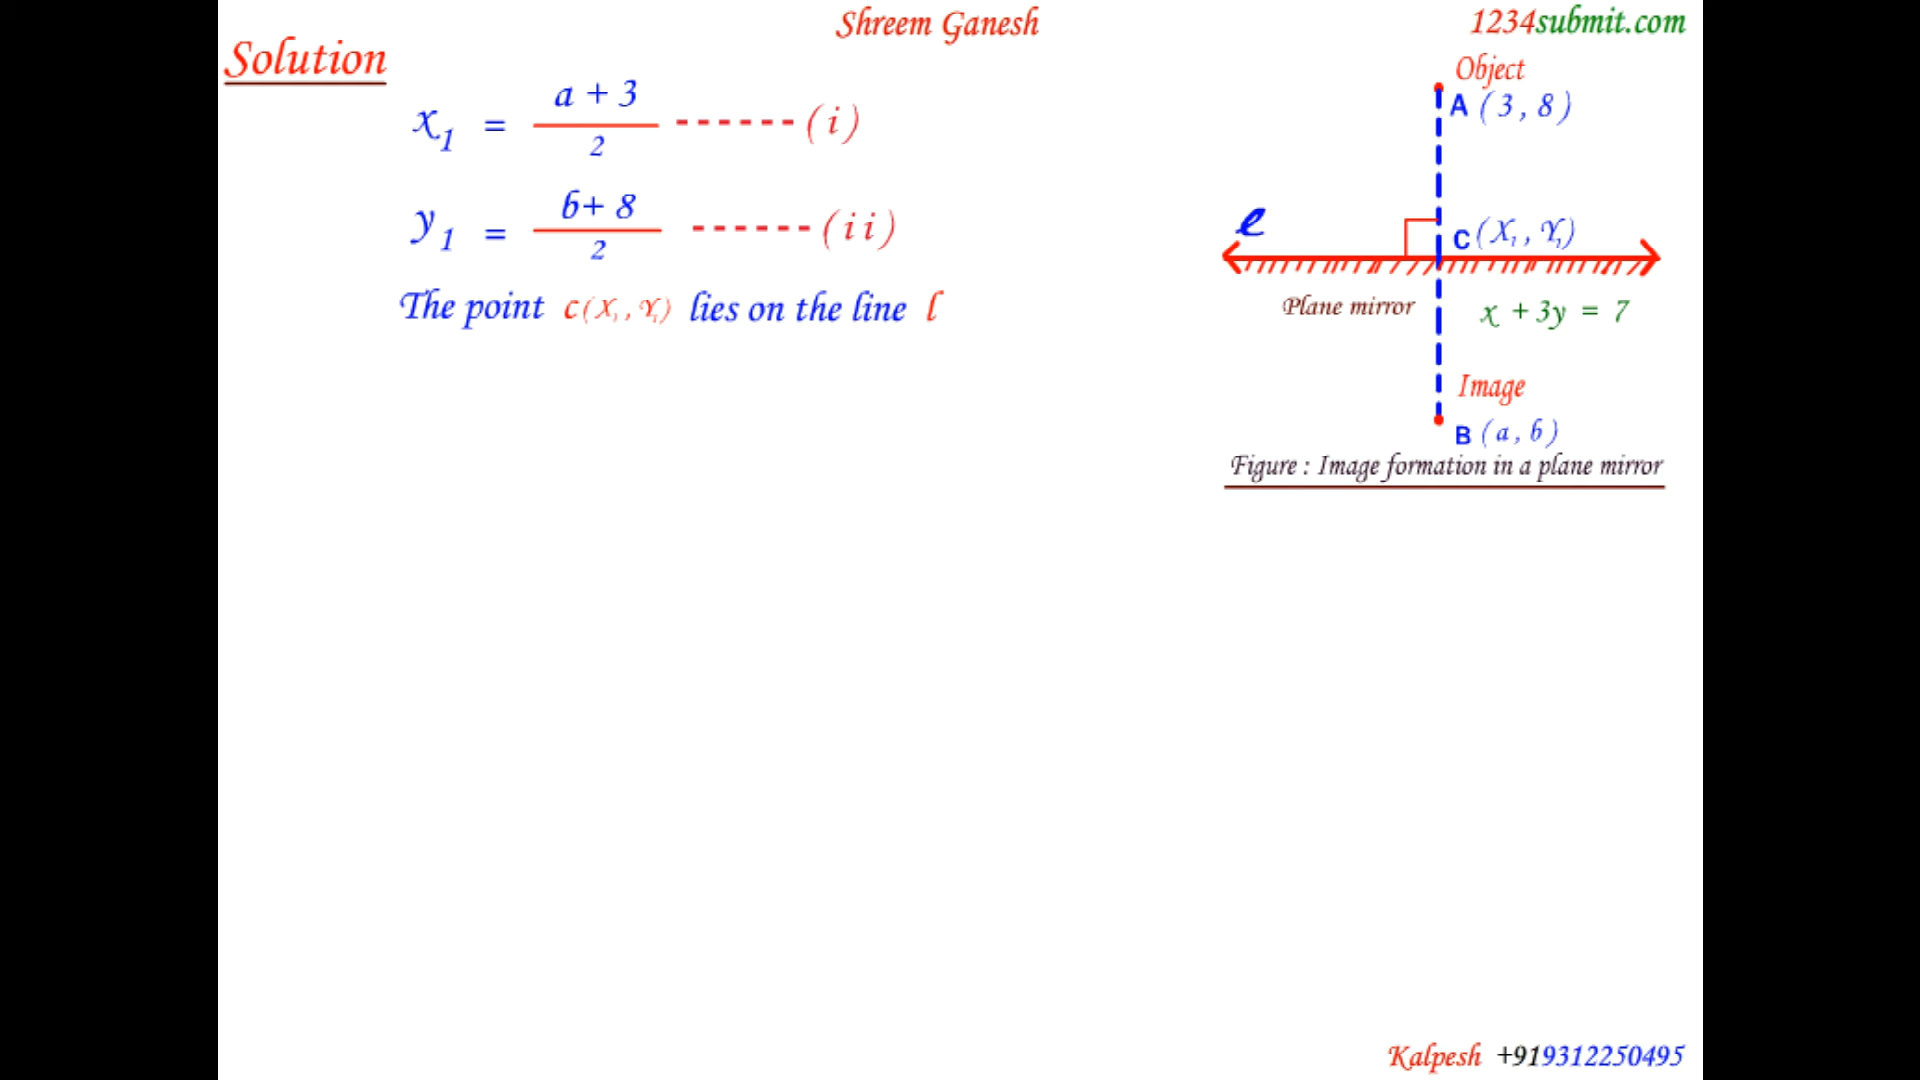 Shreem Ganesh
1234submit.com
Solution
x₁ = a + 3 / 2 ------ (i)
y₁ = b+ 8 / 2 ------ (ii)
The point C(X₁, Y₁) lies on the line l
Object
A (3, 8)
l
C (X₁, Y₁)
Plane mirror
x + 3y = 7
Image
B (a, b)
Figure : Image formation in a plane mirror
Kalpesh +919312250495